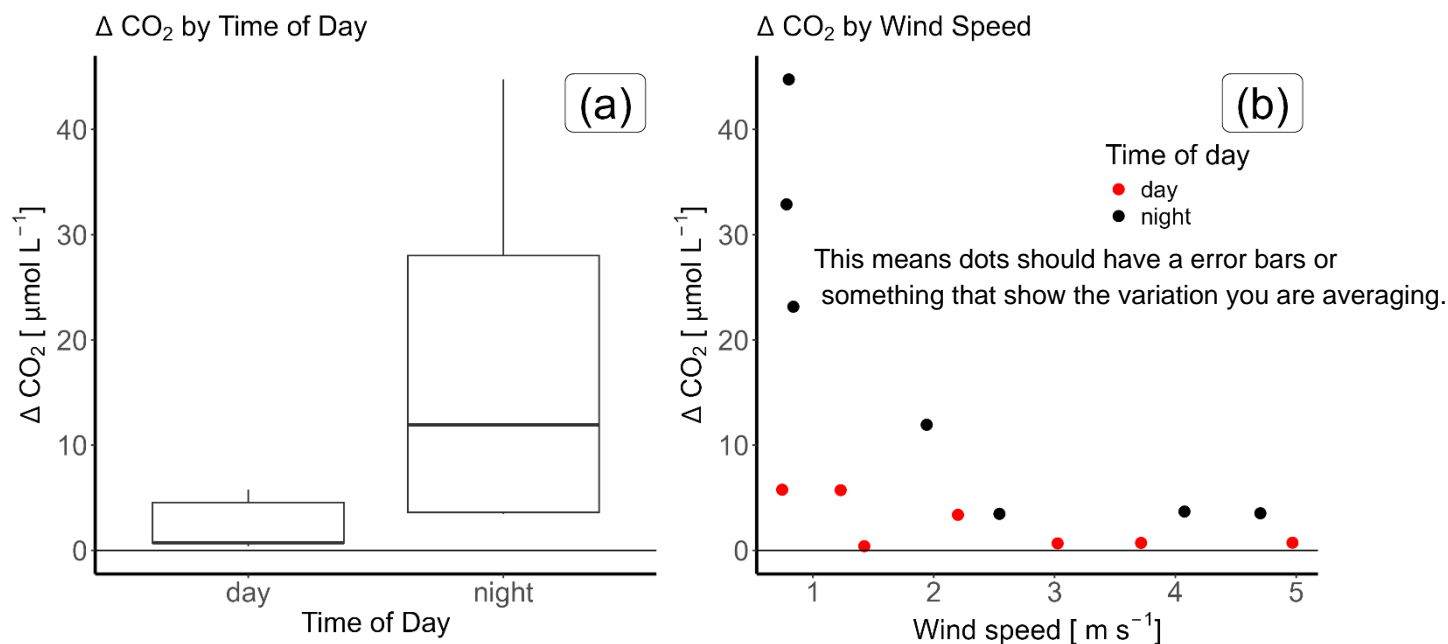 Δ CO₂ by Time of Day
(a)
Δ CO₂ [ µmol L⁻¹ ]
40
30
20
10
0
day night
Time of Day
Δ CO₂ by Wind Speed
(b)
Time of day
day
night
This means dots should have a error bars or
something that show the variation you are averaging.
Δ CO₂ [ µmol L⁻¹ ]
40
30
20
10
0
1 2 3 4 5
Wind speed [ m s⁻¹]